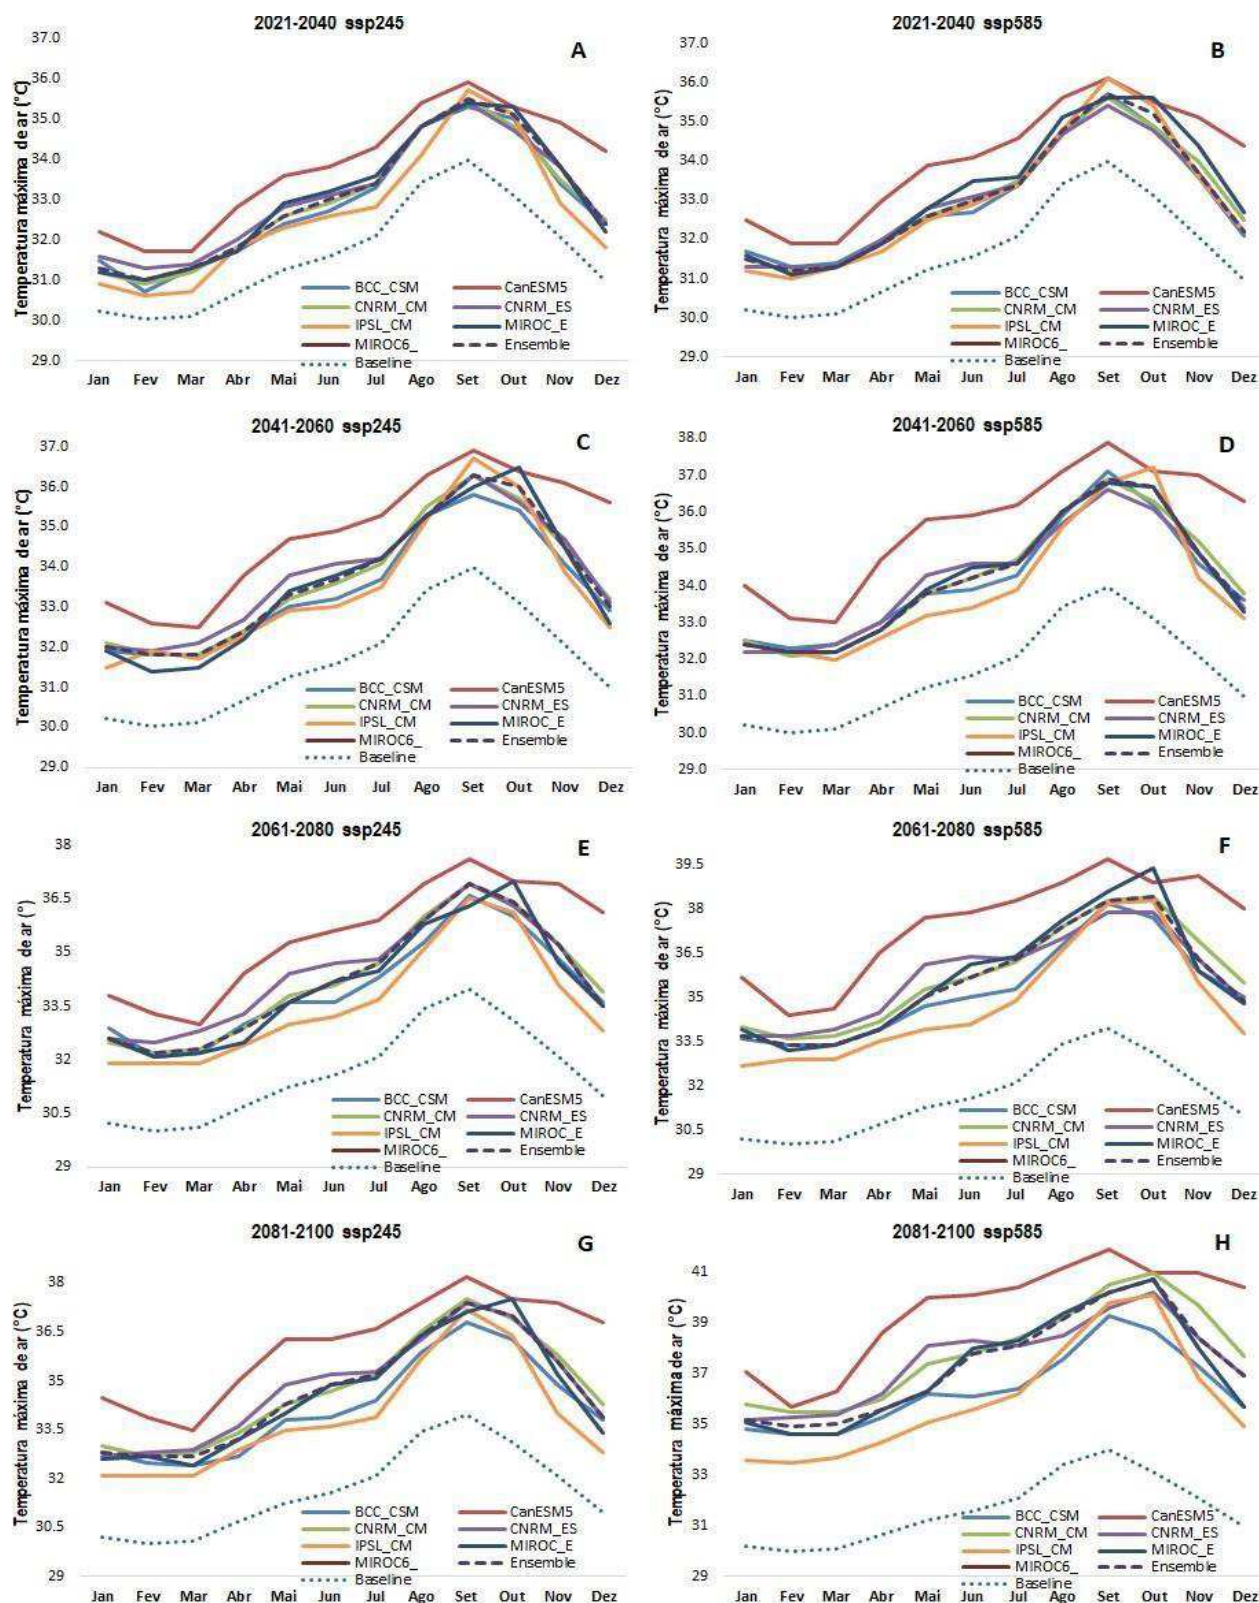 2021-2040 ssp245
A
Temperatura máxima de ar (°C)
37.0
36.0
35.0
34.0
33.0
32.0
31.0
30.0
29.0
BCC_CSM CanESM5
CNRM_CM CNRM_ES
IPSL_CM MIROC_E
MIROC6_ Ensemble
Baseline
Jan Fev Mar Abr Mai Jun Jul Ago Set Out Nov Dez
2021-2040 ssp585
B
Temperatura máxima de ar (°C)
37.0
36.0
35.0
34.0
33.0
32.0
31.0
30.0
29.0
BCC_CSM CanESM5
CNRM_CM CNRM_ES
IPSL_CM MIROC_E
MIROC6_ Ensemble
Baseline
Jan Fev Mar Abr Mai Jun Jul Ago Set Out Nov Dez
2041-2060 ssp245
C
Temperatura máxima de ar (°C)
37.0
36.0
35.0
34.0
33.0
32.0
31.0
30.0
29.0
BCC_CSM CanESM5
CNRM_CM CNRM_ES
IPSL_CM MIROC_E
MIROC6_ Ensemble
Baseline
Jan Fev Mar Abr Mai Jun Jul Ago Set Out Nov Dez
2041-2060 ssp585
D
Temperatura máxima de ar (°C)
38.0
37.0
36.0
35.0
34.0
33.0
32.0
31.0
30.0
29.0
BCC_CSM CanESM5
CNRM_CM CNRM_ES
IPSL_CM MIROC_E
MIROC6_ Ensemble
Baseline
Jan Fev Mar Abr Mai Jun Jul Ago Set Out Nov Dez
2061-2080 ssp245
E
Temperatura máxima de ar (°)
38
36.5
35
33.5
32
30.5
29
BCC_CSM CanESM5
CNRM_CM CNRM_ES
IPSL_CM MIROC_E
MIROC6_ Ensemble
Baseline
Jan Fev Mar Abr Mai Jun Jul Ago Set Out Nov Dez
2061-2080 ssp585
F
Temperatura máxima de ar (°C)
39.5
38
36.5
35
33.5
32
30.5
29
BCC_CSM CanESM5
CNRM_CM CNRM_ES
IPSL_CM MIROC_E
MIROC6_ Ensemble
Baseline
Jan Fev Mar Abr Mai Jun Jul Ago Set Out Nov Dez
2081-2100 ssp245
G
Temperatura máxima de ar (°C)
38
36.5
35
33.5
32
30.5
29
BCC_CSM CanESM5
CNRM_CM CNRM_ES
IPSL_CM MIROC_E
MIROC6_ Ensemble
Baseline
Jan Fev Mar Abr Mai Jun Jul Ago Set Out Nov Dez
2081-2100 ssp585
H
Temperatura máxima de ar (°C)
41
39
37
35
33
31
29
BCC_CSM CanESM5
CNRM_CM CNRM_ES
IPSL_CM MIROC_E
MIROC6_ Ensemble
Baseline
Jan Fev Mar Abr Mai Jun Jul Ago Set Out Nov Dez